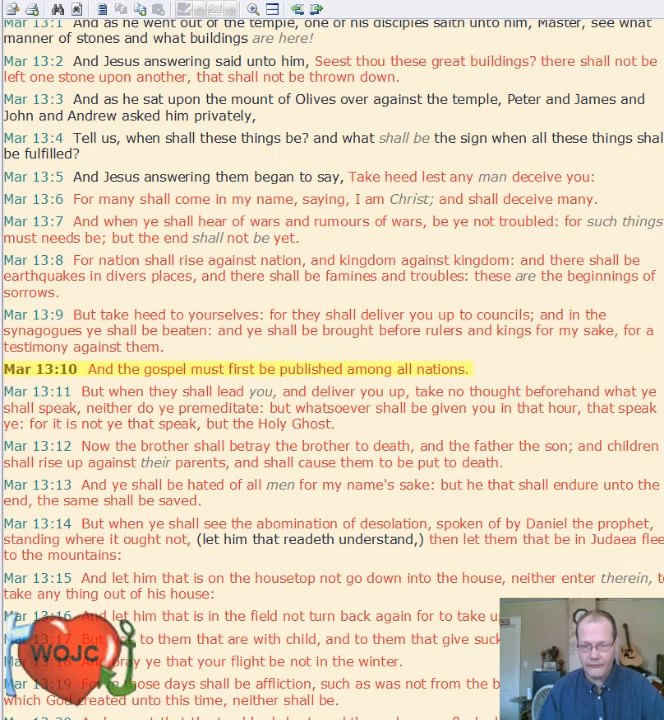 Mar 13:1 And as he went out of the temple, one of his disciples saith unto him, Master, see what
manner of stones and what buildings are here!
Mar 13:2 And Jesus answering said unto him, Seest thou these great buildings? there shall not be
left one stone upon another, that shall not be thrown down.
Mar 13:3 And as he sat upon the mount of Olives over against the temple, Peter and James and
John and Andrew asked him privately,
Mar 13:4 Tell us, when shall these things be? and what shall be the sign when all these things shal
be fulfilled?
Mar 13:5 And Jesus answering them began to say, Take heed lest any man deceive you:
Mar 13:6 For many shall come in my name, saying, I am Christ; and shall deceive many.
Mar 13:7 And when ye shall hear of wars and rumours of wars, be ye not troubled: for such things
must needs be; but the end shall not be yet.
Mar 13:8 For nation shall rise against nation, and kingdom against kingdom: and there shall be
earthquakes in divers places, and there shall be famines and troubles: these are the beginnings of
sorrows.
Mar 13:9 But take heed to yourselves: for they shall deliver you up to councils; and in the
synagogues ye shall be beaten: and ye shall be brought before rulers and kings for my sake, for a
testimony against them.
Mar 13:10 And the gospel must first be published among all nations.
Mar 13:11 But when they shall lead you, and deliver you up, take no thought beforehand what ye
shall speak, neither do ye premeditate: but whatsoever shall be given you in that hour, that speak
ye: for it is not ye that speak, but the Holy Ghost.
Mar 13:12 Now the brother shall betray the brother to death, and the father the son; and children
shall rise up against their parents, and shall cause them to be put to death.
Mar 13:13 And ye shall be hated of all men for my name's sake: but he that shall endure unto the
end, the same shall be saved.
Mar 13:14 But when ye shall see the abomination of desolation, spoken of by Daniel the prophet,
standing where it ought not, (let him that readeth understand,) then let them that be in Judaea flee
to the mountains:
Mar 13:15 And let him that is on the housetop not go down into the house, neither enter therein, t
take any thing out of his house:
Mar 13:16 And let him that is in the field not turn back again for to take u
13:17 But to them that are with child, and to them that give suck
WOJC
pray ye that your flight be not in the winter.
Mar 13:19 For in those days shall be affliction, such as was not from the b
which God created unto this time, neither shall be.